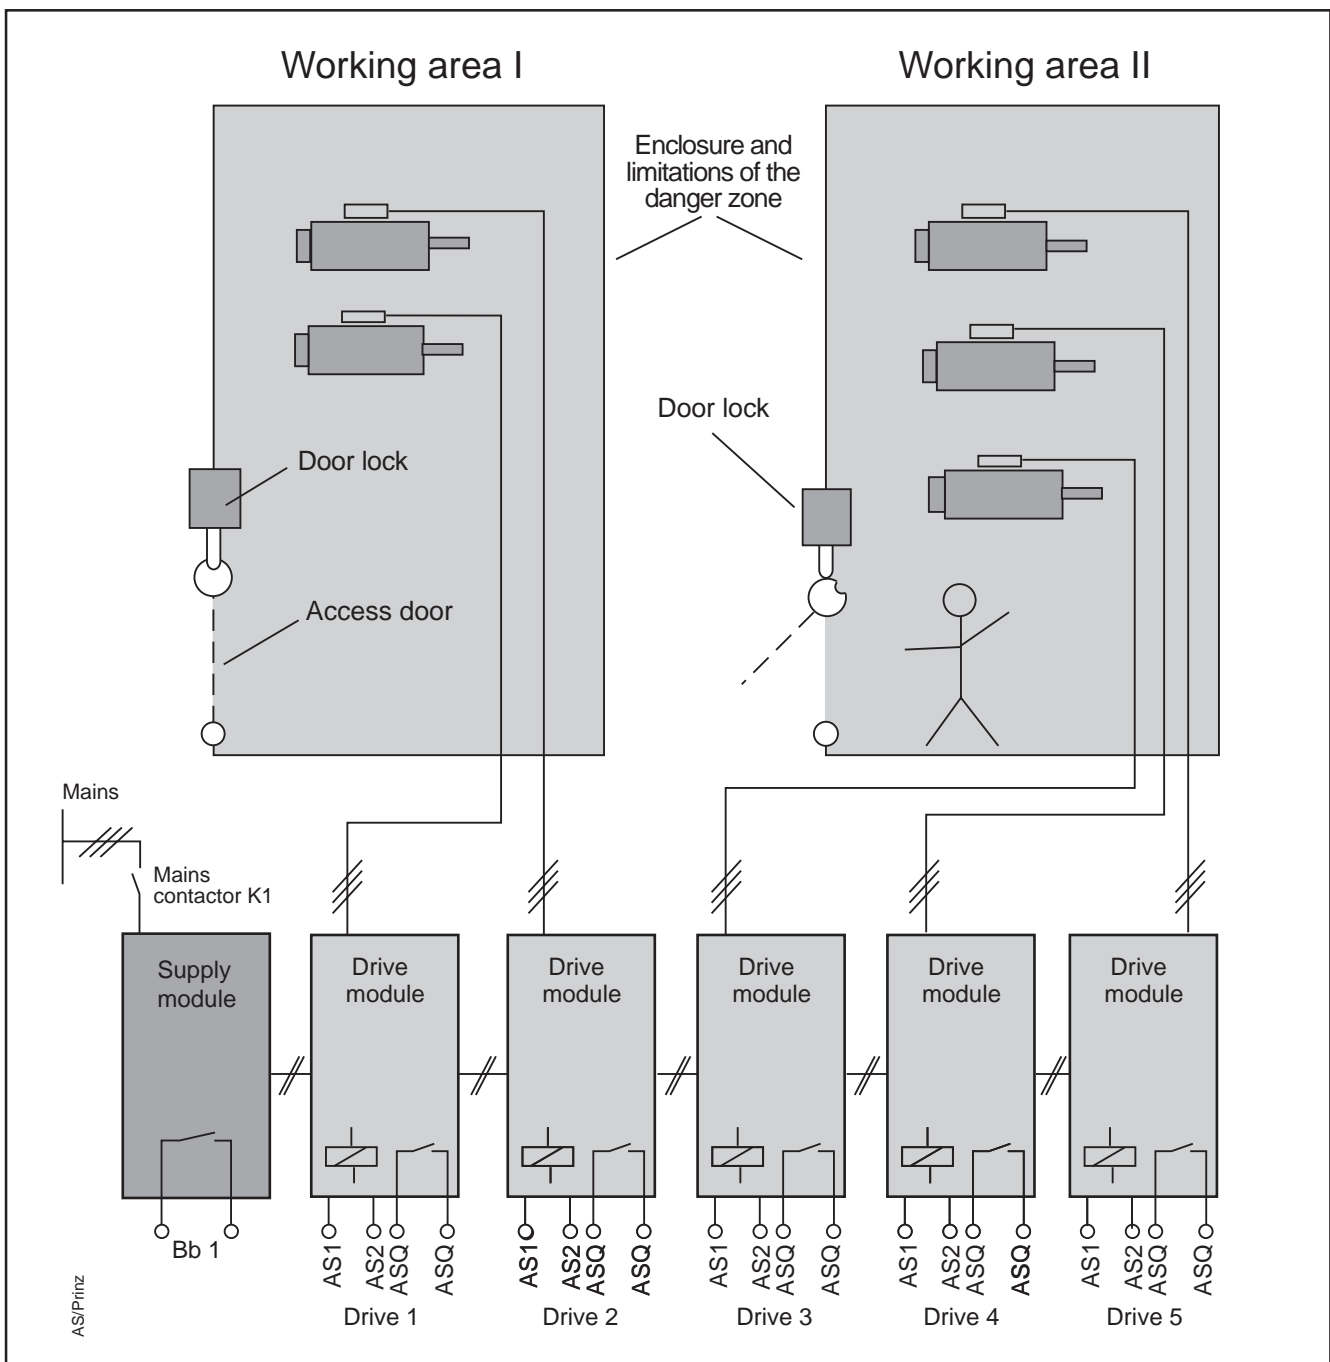 Working area I
Working area II
Enclosure and
limitations of the
danger zone
Door lock
Door lock
Access door
Mains
Mains
contactor K1
Supply
module
Drive
module
Drive
module
Drive
module
Drive
module
Drive
module
Bb 1
AS1
AS2
ASQ
ASQ
AS1
AS2
ASQ
ASQ
AS1
AS2
ASQ
ASQ
AS1
AS2
ASQ
ASQ
AS1
AS2
ASQ
ASQ
Drive 1
Drive 2
Drive 3
Drive 4
Drive 5
AS/Prinz